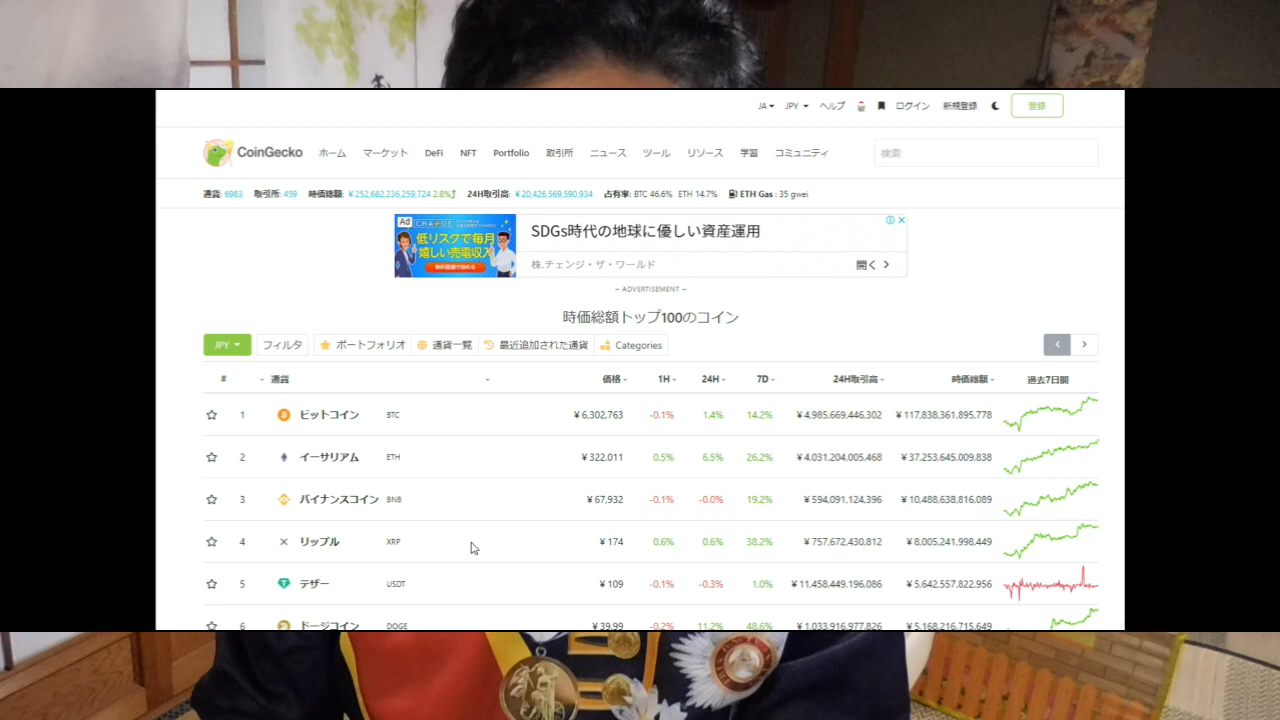 JA JPY ヘルプ ログイン 新規登録 登録
CoinGecko ホーム マーケット DeFi NFT Portfolio 取引所 ニュース ツール リソース 学習 コミュニティ 検索
通貨: 6983 取引所: 459 時価総額: ¥252,682,236,259,724 2.8% 24H取引高: ¥20,426,569,590,934 占有率: BTC 46.6% ETH 14.7% ETH Gas : 35 gwei
Ad CHANGE
低リスクで毎月
嬉しい売電収入
SDGs時代の地球に優しい資産運用
株.チェンジ・ザ・ワールド 開く
~ ADVERTISEMENT ~
時価総額トップ100のコイン
JPY フィルタ ポートフォリオ 通貨一覧 最近追加された通貨 Categories
# 通貨 価格 1H 24H 7D 24H取引高 時価総額 過去7日間
1 ビットコイン BTC ¥6,302,763 -0.1% 1.4% 14.2% ¥4,985,669,446,302 ¥117,838,361,895,778
2 イーサリアム ETH ¥322,011 0.5% 6.5% 26.2% ¥4,031,204,005,468 ¥37,253,645,009,838
3 バイナンスコイン BNB ¥67,932 -0.1% -0.0% 19.2% ¥594,091,124,396 ¥10,488,638,816,089
4 リップル XRP ¥174 0.6% 0.6% 38.2% ¥757,672,430,812 ¥8,005,241,998,449
5 テザー USDT ¥109 -0.1% -0.3% 1.0% ¥11,458,449,196,086 ¥5,642,557,822,956
6 ドージコイン DOGE ¥39.99 -0.2% 11.2% 48.6% ¥1,033,916,977,826 ¥5,168,216,715,649